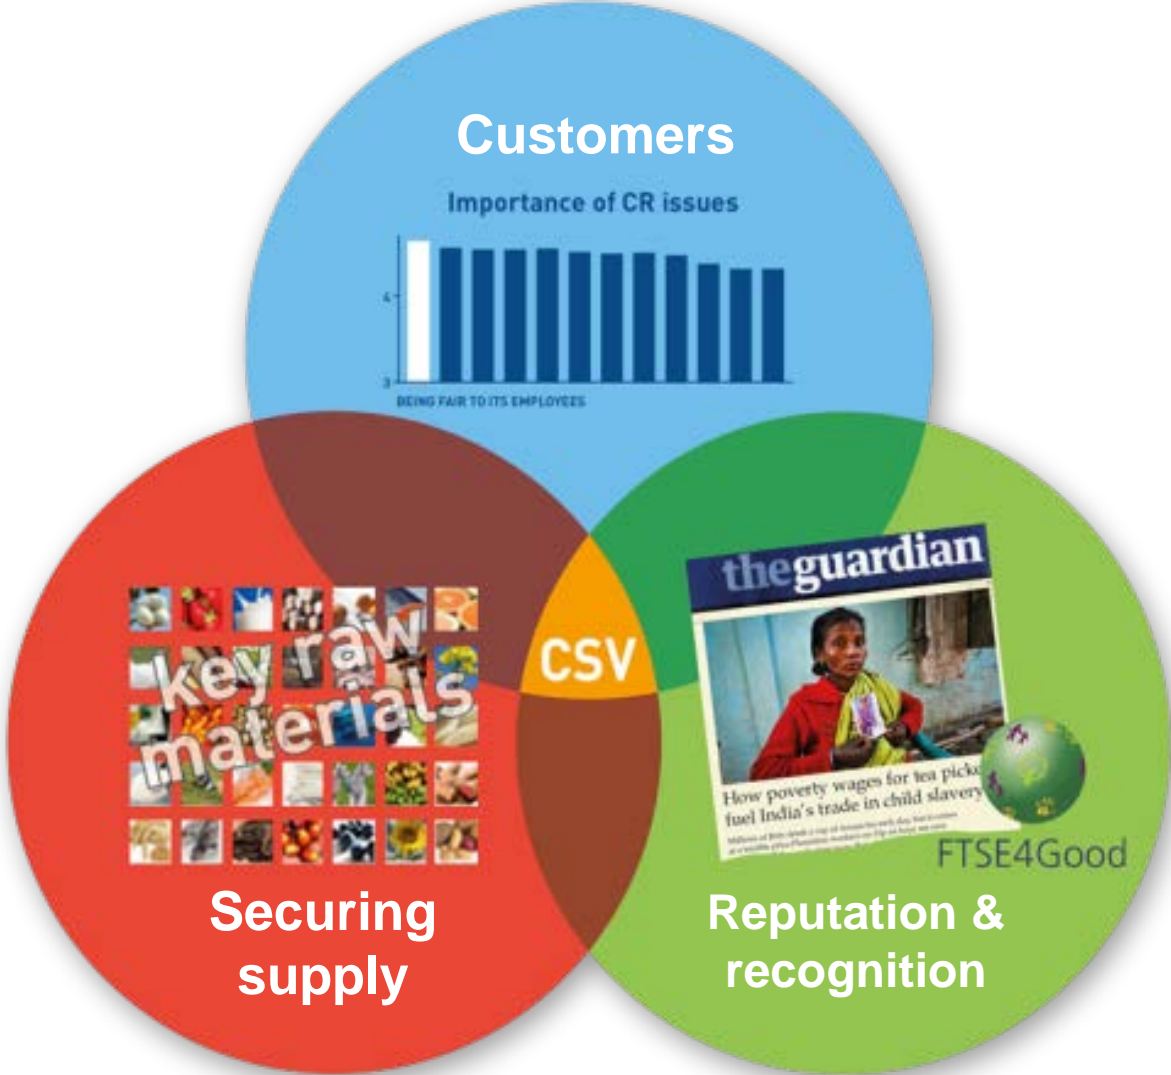 Customers
Importance of CR issues
4
3
BEING FAIR TO ITS EMPLOYEES
CSV
key raw
materials
theguardian
How poverty wages for tea picke
fuel India's trade in child slavery
FTSE4Good
Securing
supply
Reputation &
recognition